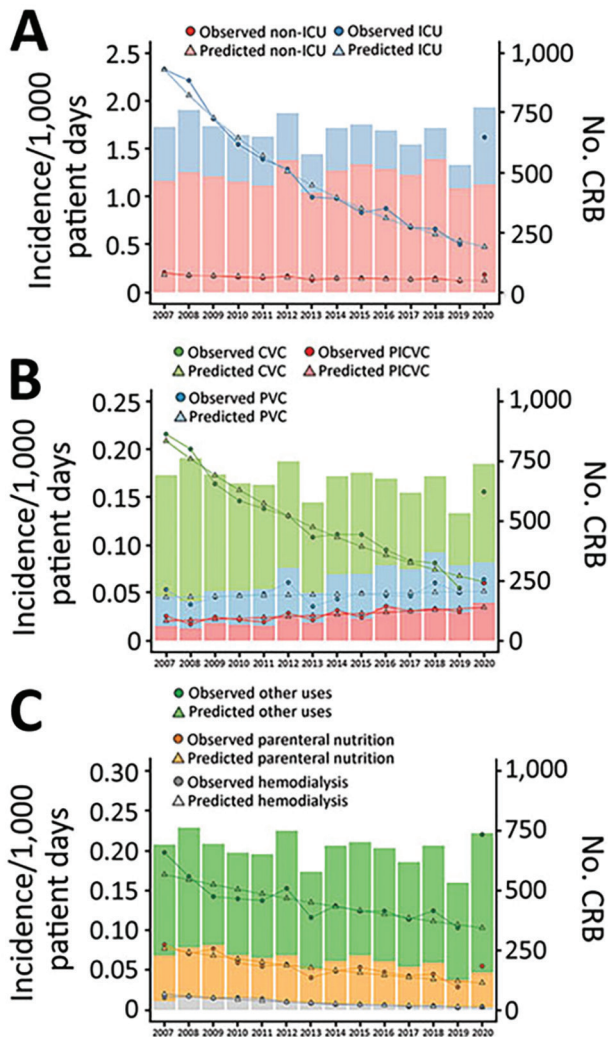 A
Observed non-ICU Observed ICU
Predicted non-ICU Predicted ICU
Incidence/1,000
patient days
2.5
2.0
1.5
1.0
0.5
0
1,000
750
500
250
0
No. CRB
2007 2008 2009 2010 2011 2012 2013 2014 2015 2016 2017 2018 2019 2020
B
Observed CVC Observed PICVC
Predicted CVC Predicted PICVC
Observed PVC
Predicted PVC
Incidence/1,000
patient days
0.25
0.20
0.15
0.10
0.05
0
1,000
750
500
250
0
No. CRB
2007 2008 2009 2010 2011 2012 2013 2014 2015 2016 2017 2018 2019 2020
C
Observed other uses
Predicted other uses
Observed parenteral nutrition
Predicted parenteral nutrition
Observed hemodialysis
Predicted hemodialysis
Incidence/1,000
patient days
0.30
0.25
0.20
0.15
0.10
0.05
0
1,000
750
500
250
0
No. CRB
2007 2008 2009 2010 2011 2012 2013 2014 2015 2016 2017 2018 2019 2020